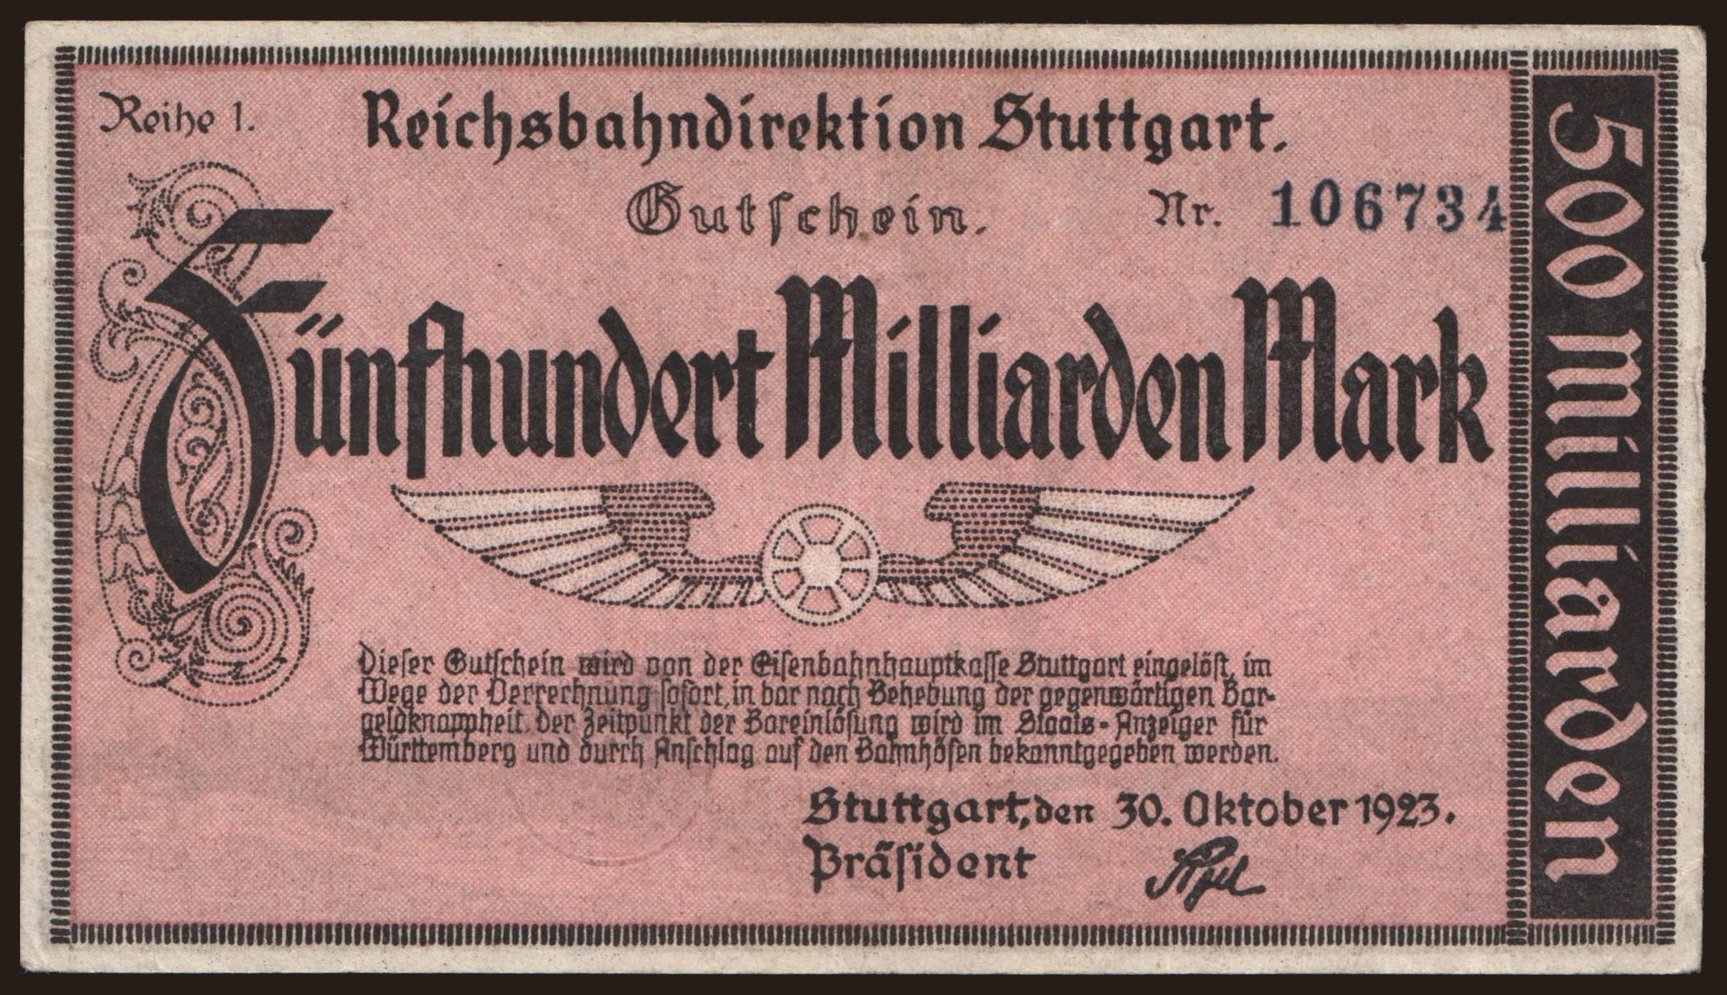 Reihe 1.
Reichsbahndirektion Stuttgart.
Gutschein.
Nr. 106734
Fünfhundert Milliarden Mark
Dieser Gutschein wird von der Eisenbahnhauptkasse Stuttgart eingelöst, im
Wege der Verrechnung sofort, in bar nach Behebung der gegenwärtigen Bar-
geldknappheit. Der Zeitpunkt der Bareinlösung wird im Staats-Anzeiger für
Württemberg und durch Anschlag auf den Bahnhöfen bekanntgegeben werden.
Stuttgart, den 30. Oktober 1923.
Präsident
500 Milliarden